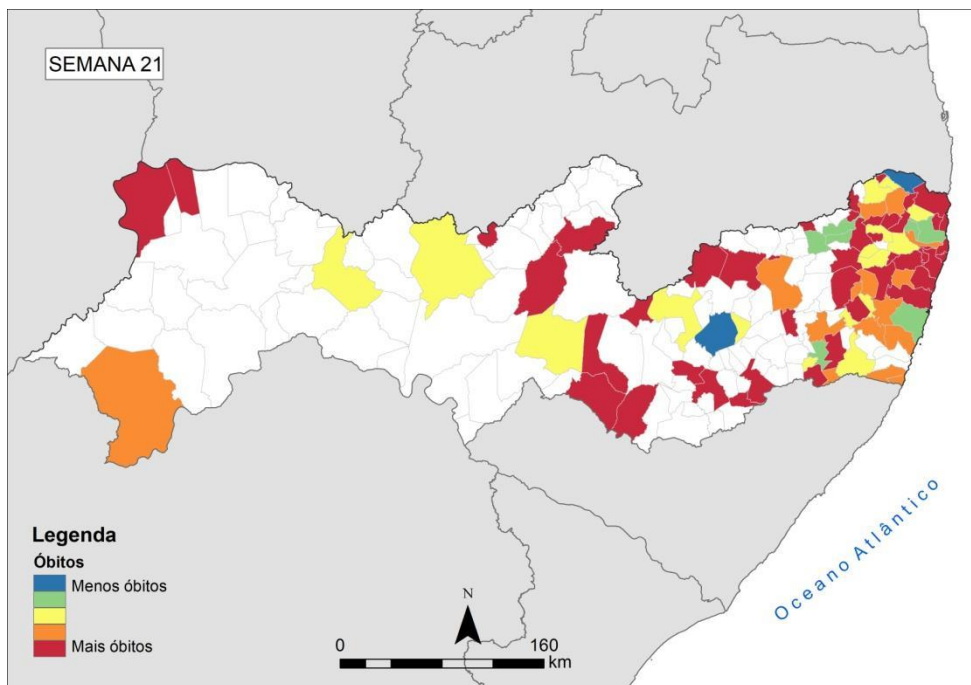 SEMANA 21
Oceano Atlântico
Legenda
Óbitos
Menos óbitos
Mais óbitos
N
0 160
km